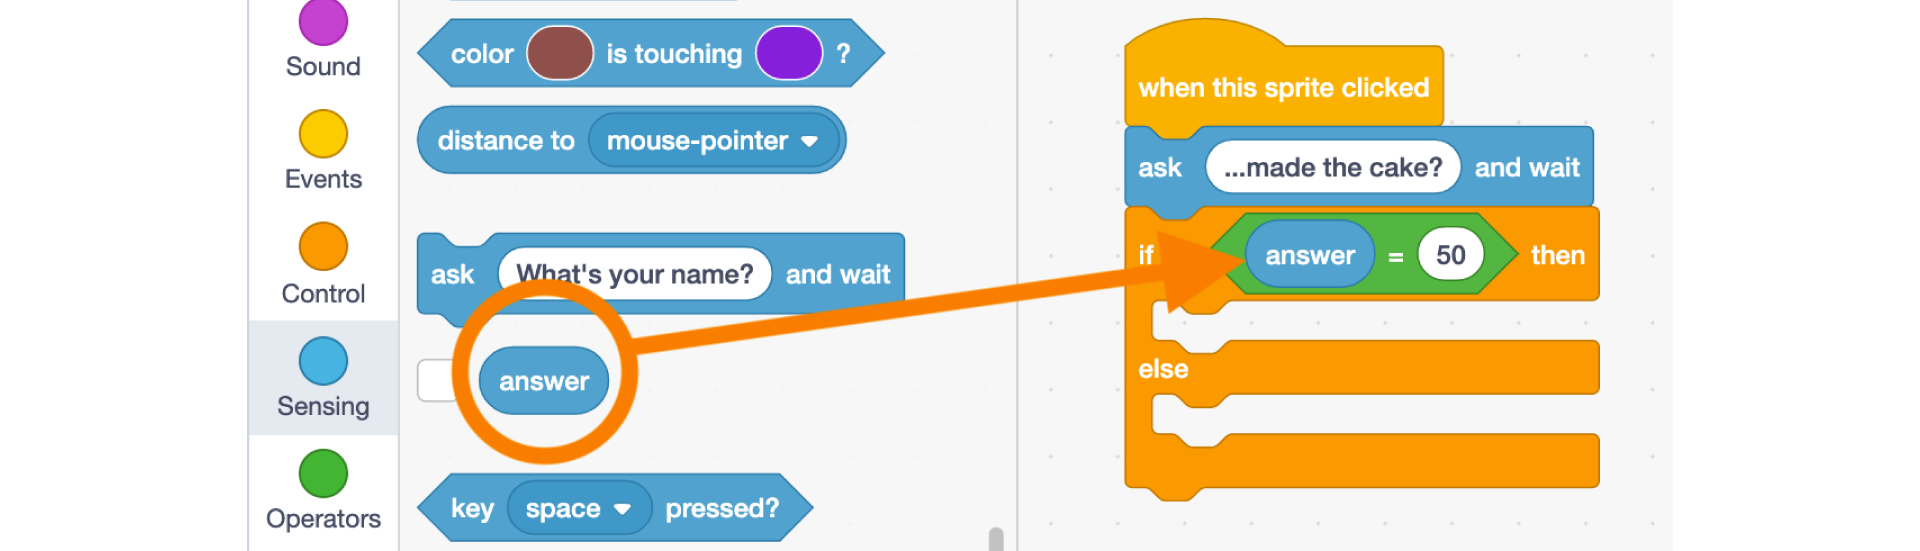 Sound
Events
Control
Sensing
Operators
color is touching ?
distance to mouse-pointer
ask What's your name? and wait
answer
key space pressed?
when this sprite clicked
ask ...made the cake? and wait
if answer = 50 then
else